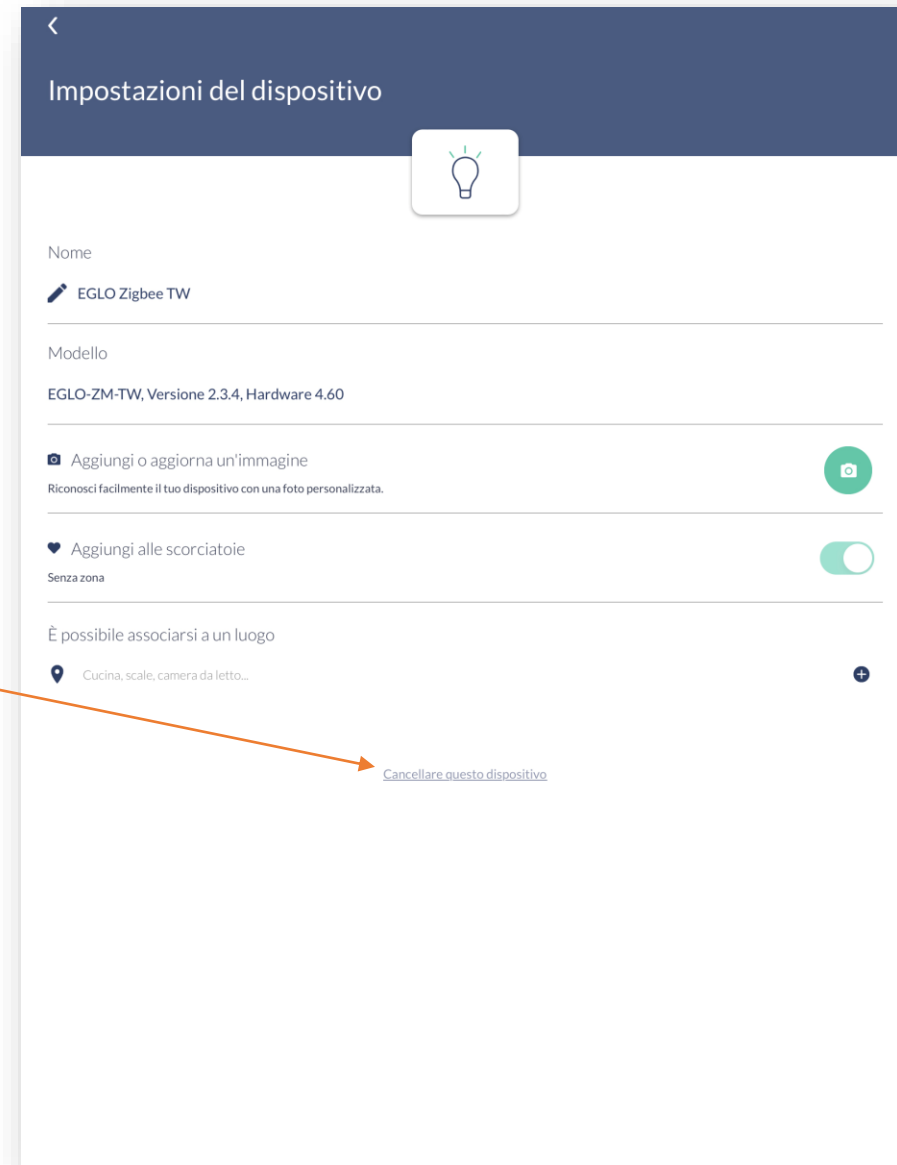 Impostazioni del dispositivo
Nome
EGLO Zigbee TW
Modello
EGLO-ZM-TW, Versione 2.3.4, Hardware 4.60
Aggiungi o aggiorna un'immagine
Riconosci facilmente il tuo dispositivo con una foto personalizzata.
Aggiungi alle scorciatoie
Senza zona
È possibile associarsi a un luogo
Cucina, scale, camera da letto...
Cancellare questo dispositivo